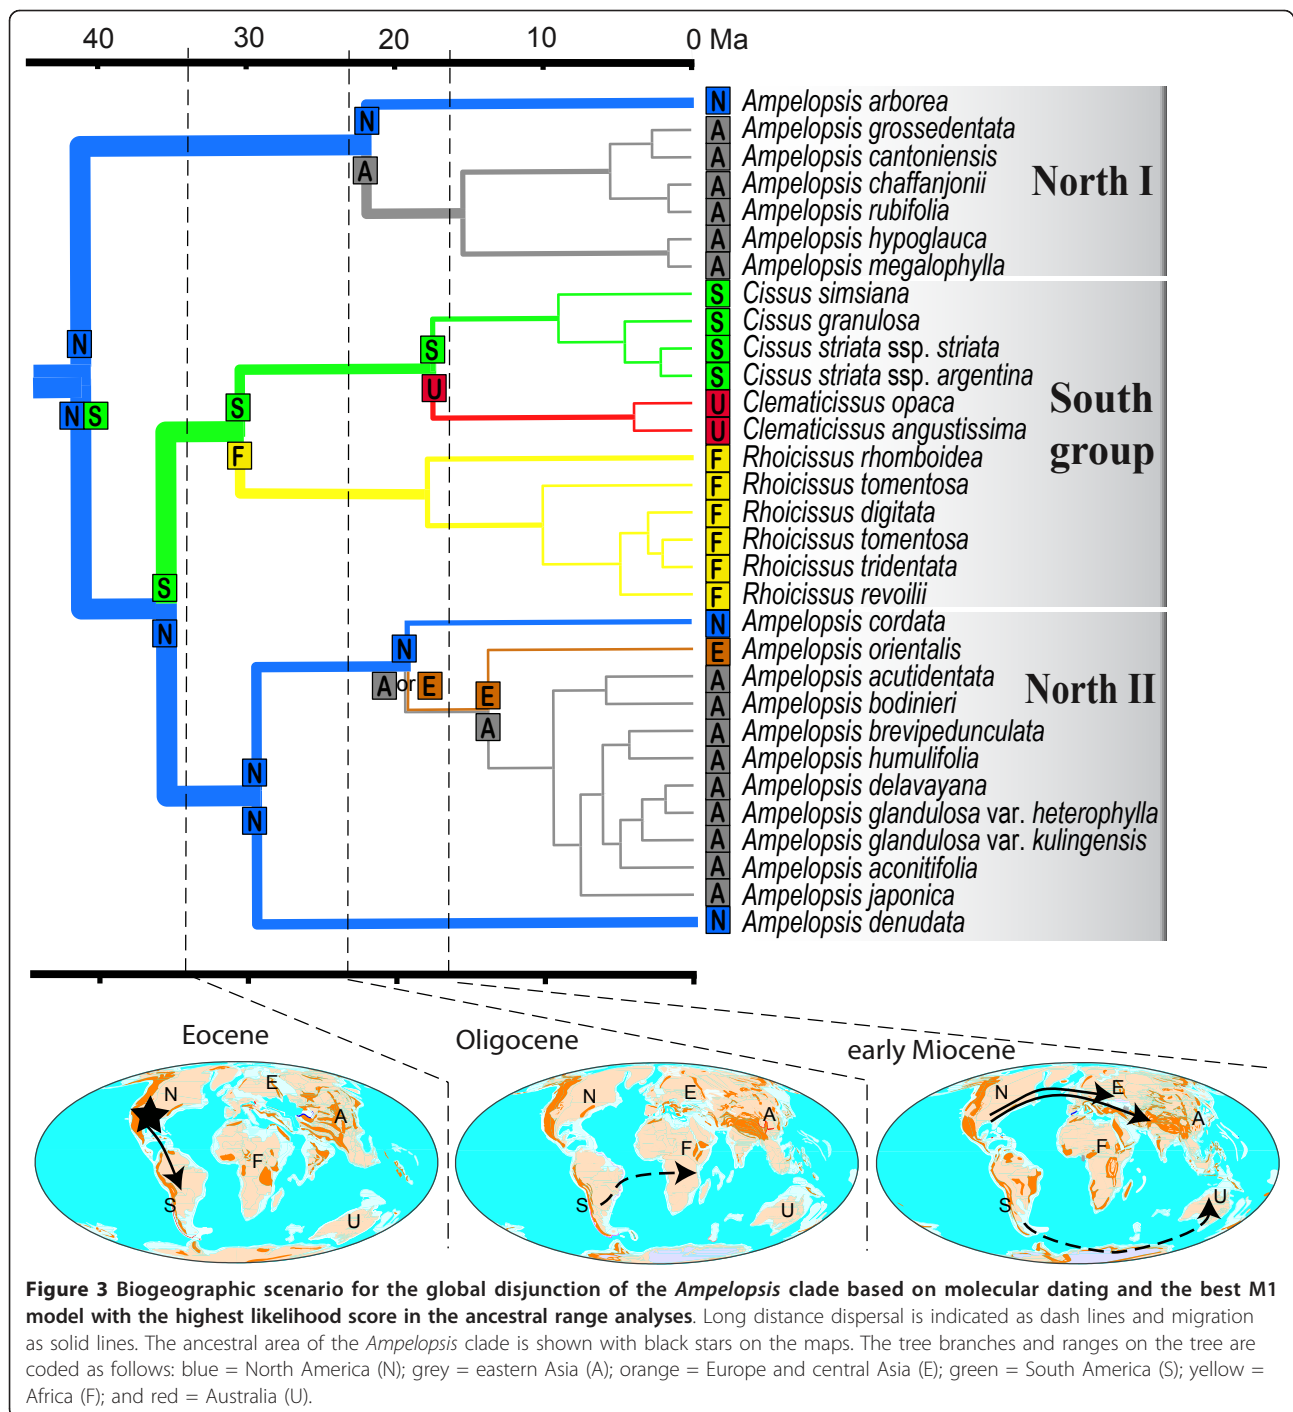 40 30 20 10 0 Ma
N Ampelopsis arborea
A Ampelopsis grossedentata
A Ampelopsis cantoniensis
A Ampelopsis chaffanjonii
A Ampelopsis rubifolia
A Ampelopsis hypoglauca
A Ampelopsis megalophylla
North I
S Cissus simsiana
S Cissus granulosa
S Cissus striata ssp. striata
S Cissus striata ssp. argentina
U Clematicissus opaca
U Clematicissus angustissima
F Rhoicissus rhomboidea
F Rhoicissus tomentosa
F Rhoicissus digitata
F Rhoicissus tomentosa
F Rhoicissus tridentata
F Rhoicissus revoilii
South
group
N Ampelopsis cordata
E Ampelopsis orientalis
A Ampelopsis acutidentata
A Ampelopsis bodinieri
A Ampelopsis brevipedunculata
A Ampelopsis humulifolia
A Ampelopsis delavayana
A Ampelopsis glandulosa var. heterophylla
A Ampelopsis glandulosa var. kulingensis
A Ampelopsis aconitifolia
A Ampelopsis japonica
N Ampelopsis denudata
North II
N
A
N
N S
S
F
S
U
S
N
N
A or E
E
A
N
N
Eocene
N E A F S U
Oligocene
N E A F S U
early Miocene
N E A F S U
Figure 3 Biogeographic scenario for the global disjunction of the Ampelopsis clade based on molecular dating and the best M1
model with the highest likelihood score in the ancestral range analyses. Long distance dispersal is indicated as dash lines and migration
as solid lines. The ancestral area of the Ampelopsis clade is shown with black stars on the maps. The tree branches and ranges on the tree are
coded as follows: blue = North America (N); grey = eastern Asia (A); orange = Europe and central Asia (E); green = South America (S); yellow =
Africa (F); and red = Australia (U).